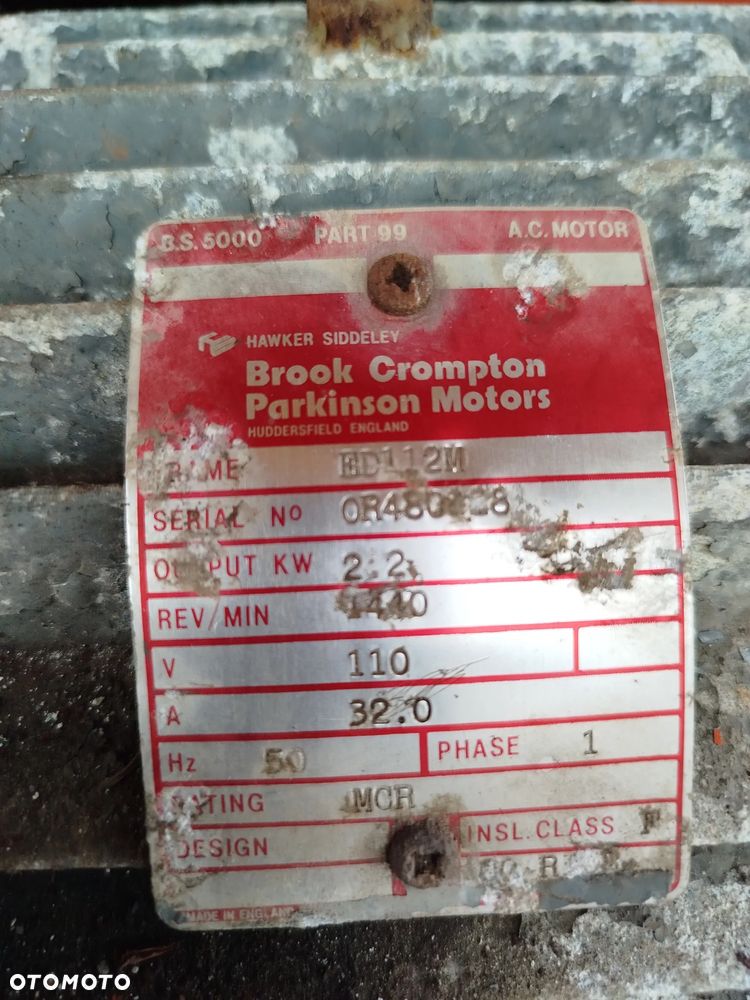 B.S. 5000 PART 99 A.C. MOTOR
HAWKER SIDDELEY
Brook Crompton
Parkinson Motors
HUDDERSFIELD ENGLAND
FRAME ED112M
SERIAL Nº
OUTPUT KW 2.2
REV/MIN 1440
V 110
A 32.0
Hz 50 PHASE 1
RATING MCR
DESIGN INSL. CLASS F
MADE IN ENGLAND
OTOMOTO